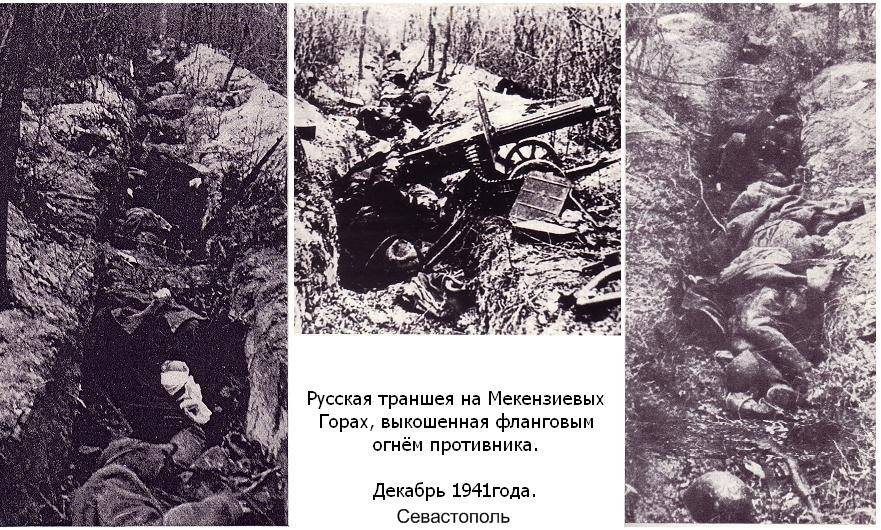 Русская траншея на Мекензиевых
Горах, выкошенная фланговым
огнём противника.
Декабрь 1941года.
Севастополь